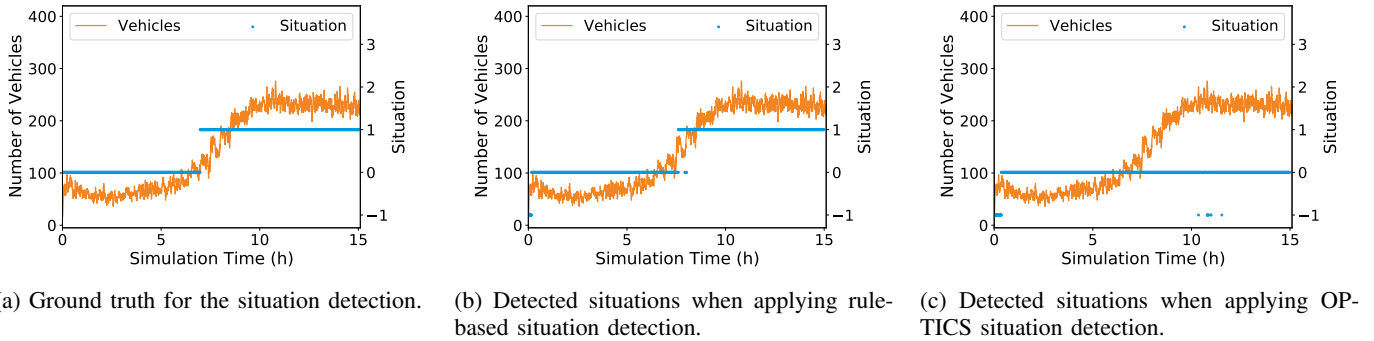 Vehicles Situation
400
300
200
100
0
Number of Vehicles
3
2
1
0
−1
Situation
0 5 10 15
Simulation Time (h)
(a) Ground truth for the situation detection.
Vehicles Situation
400
300
200
100
0
Number of Vehicles
3
2
1
0
−1
Situation
0 5 10 15
Simulation Time (h)
(b) Detected situations when applying rule-
based situation detection.
Vehicles Situation
400
300
200
100
0
Number of Vehicles
3
2
1
0
−1
Situation
0 5 10 15
Simulation Time (h)
(c) Detected situations when applying OP-
TICS situation detection.